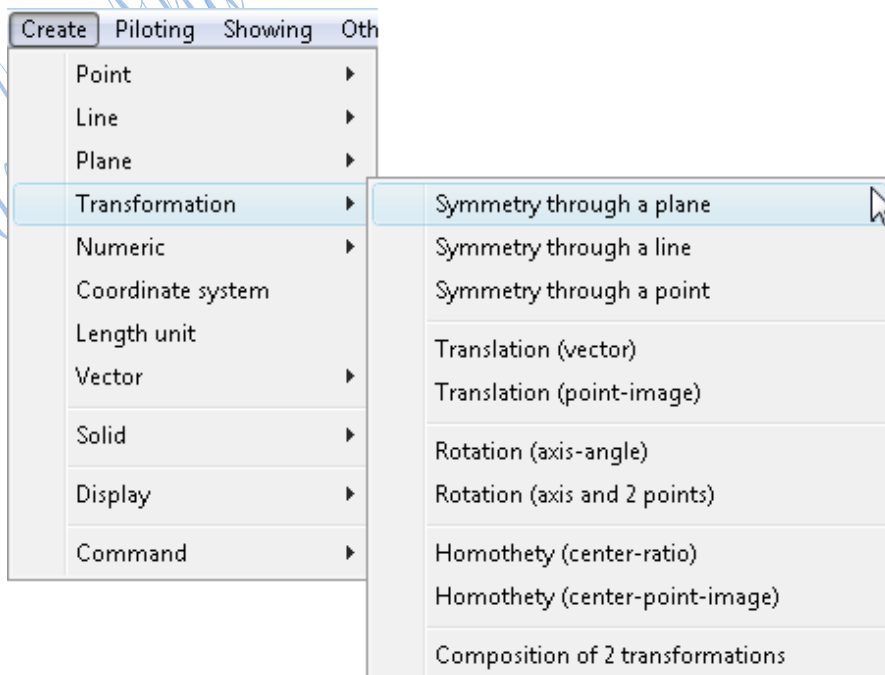 Create Piloting Showing Oth
Point
Line
Plane
Transformation
Numeric
Coordinate system
Length unit
Vector
Solid
Display
Command
Symmetry through a plane
Symmetry through a line
Symmetry through a point
Translation (vector)
Translation (point-image)
Rotation (axis-angle)
Rotation (axis and 2 points)
Homothety (center-ratio)
Homothety (center-point-image)
Composition of 2 transformations